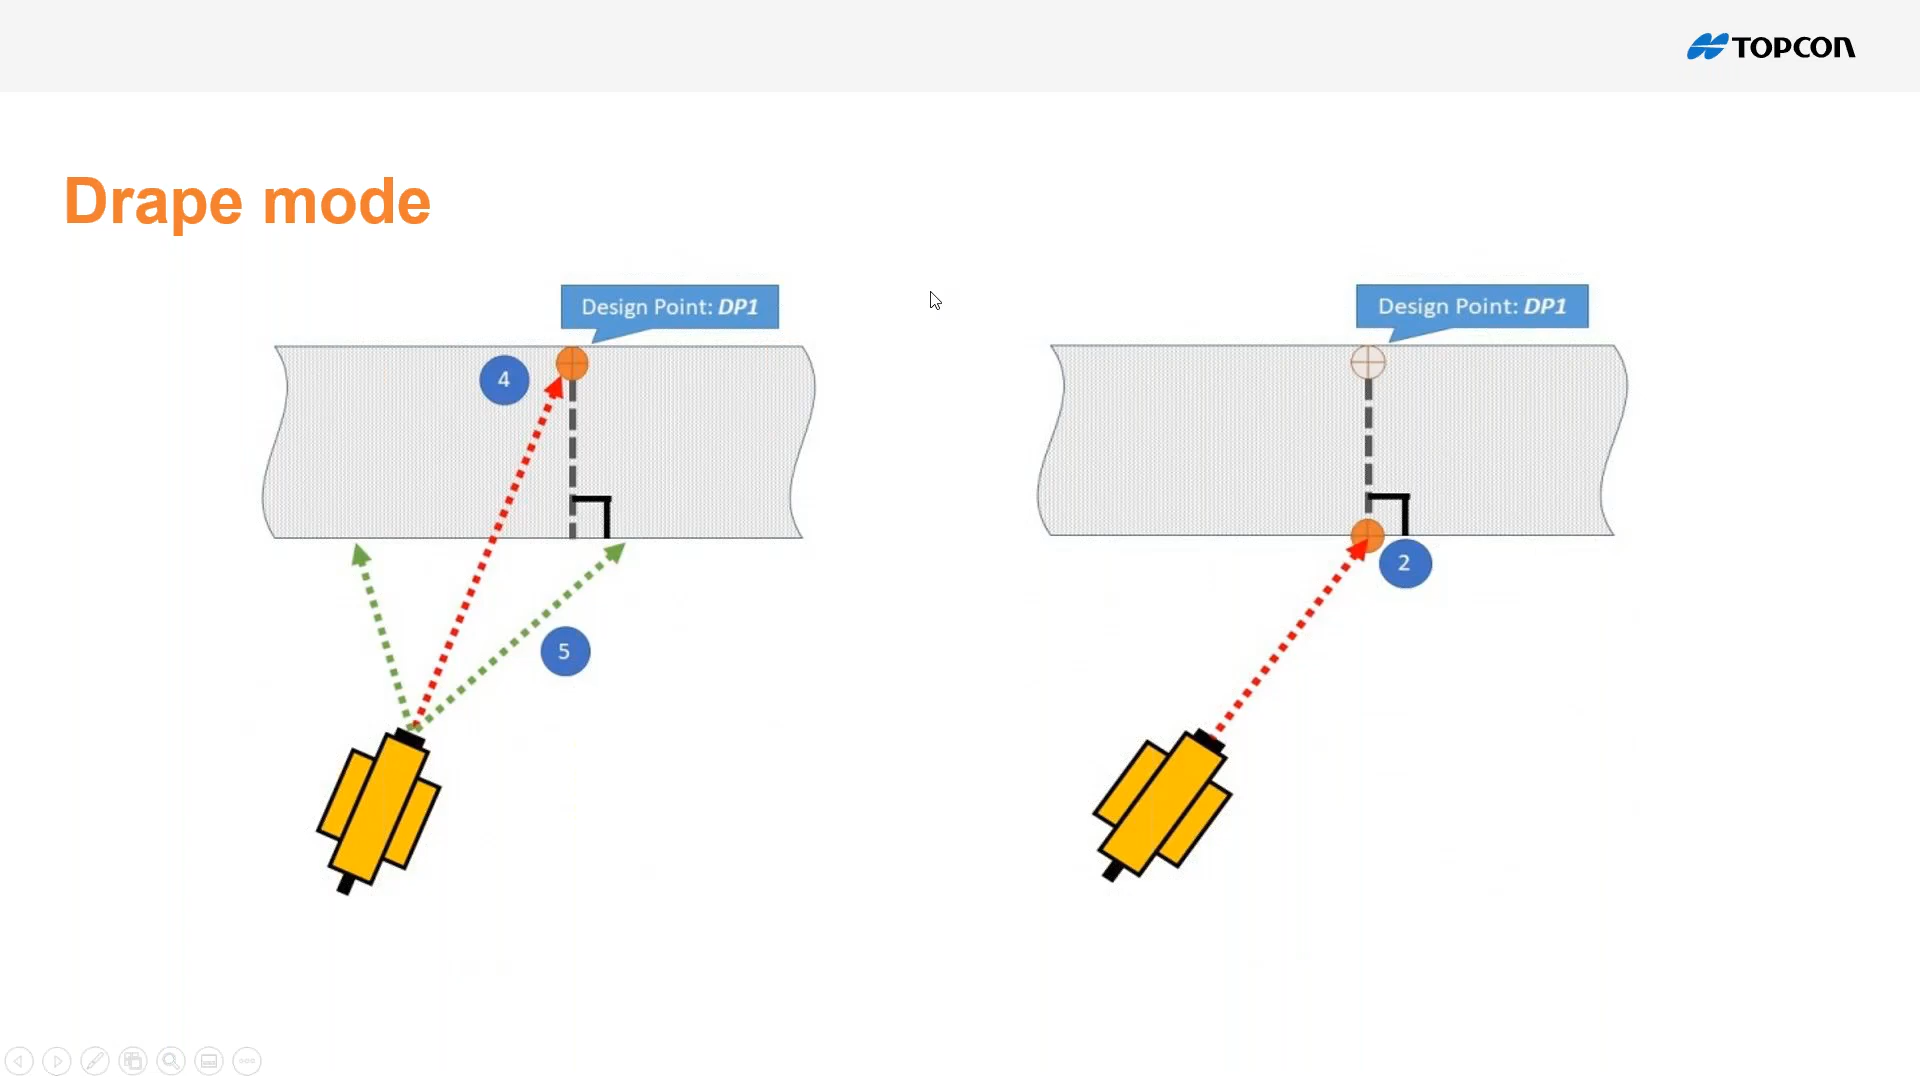 TOPCON
Drape mode
Design Point: DP1
4
5
Design Point: DP1
2